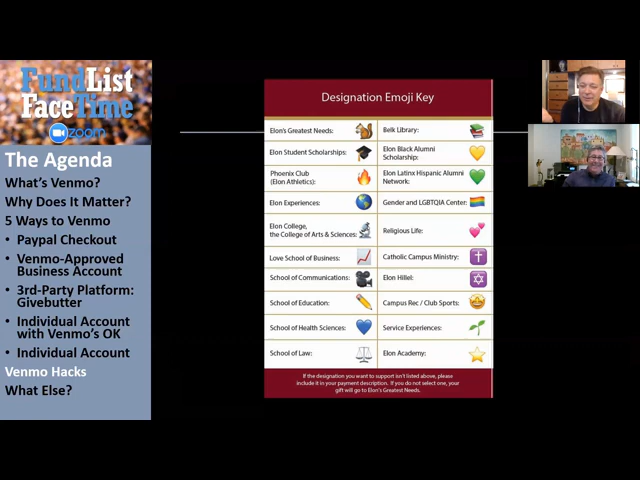 FundList
FaceTime
zoom
The Agenda
What's Venmo?
Why Does It Matter?
5 Ways to Venmo
• Paypal Checkout
• Venmo-Approved
Business Account
• 3rd-Party Platform:
Givebutter
• Individual Account
with Venmo's OK
• Individual Account
Venmo Hacks
What Else?
Designation Emoji Key
Elon's Greatest Needs:
Belk Library:
Elon Student Scholarships:
Elon Black Alumni
Scholarship:
Phoenix Club
(Elon Athletics):
Elon Latinx Hispanic Alumni
Network:
Elon Experiences:
Gender and LGBTQIA Center:
Elon College,
the College of Arts & Sciences:
Religious Life:
Love School of Business:
Catholic Campus Ministry:
School of Communications:
Elon Hillel:
School of Education:
Campus Rec / Club Sports:
School of Health Sciences:
Service Experiences:
School of Law:
Elon Academy:
If the designation you want to support isn't listed above, please
include it in your payment description. If you do not select one, your
gift will go to Elon's Greatest Needs.